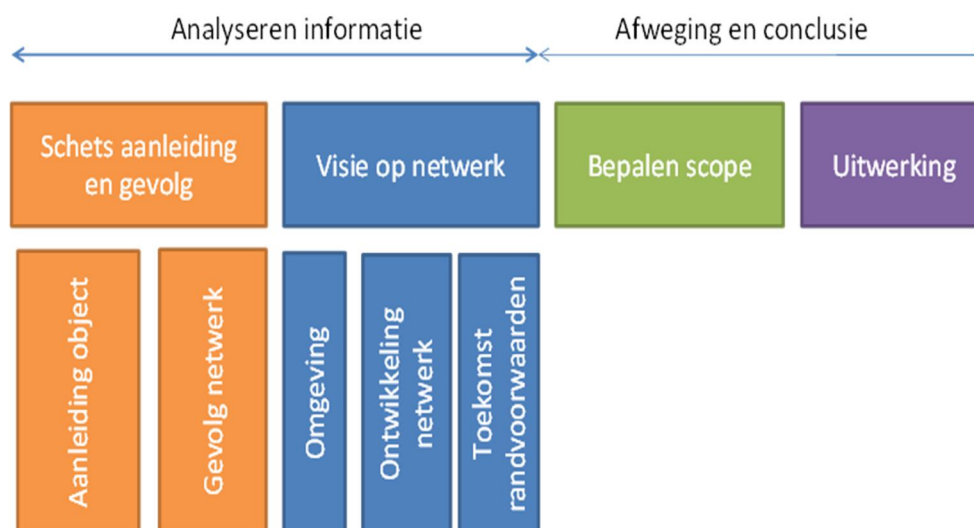 Analyseren informatie
Afweging en conclusie
Schets aanleiding
en gevolg
Visie op netwerk
Bepalen scope
Uitwerking
Aanleiding object
Gevolg netwerk
Omgeving
Ontwikkeling
netwerk
Toekomst
randvoorwaarden